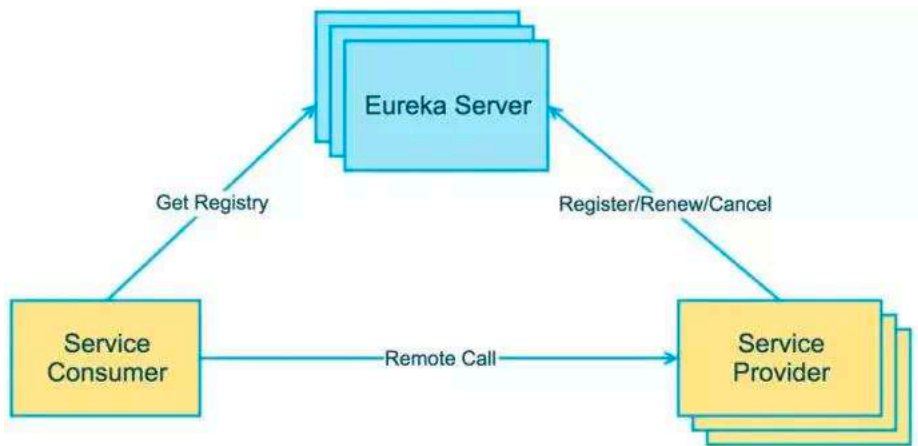 Eureka Server
Get Registry
Register/Renew/Cancel
Service
Consumer
Remote Call
Service
Provider